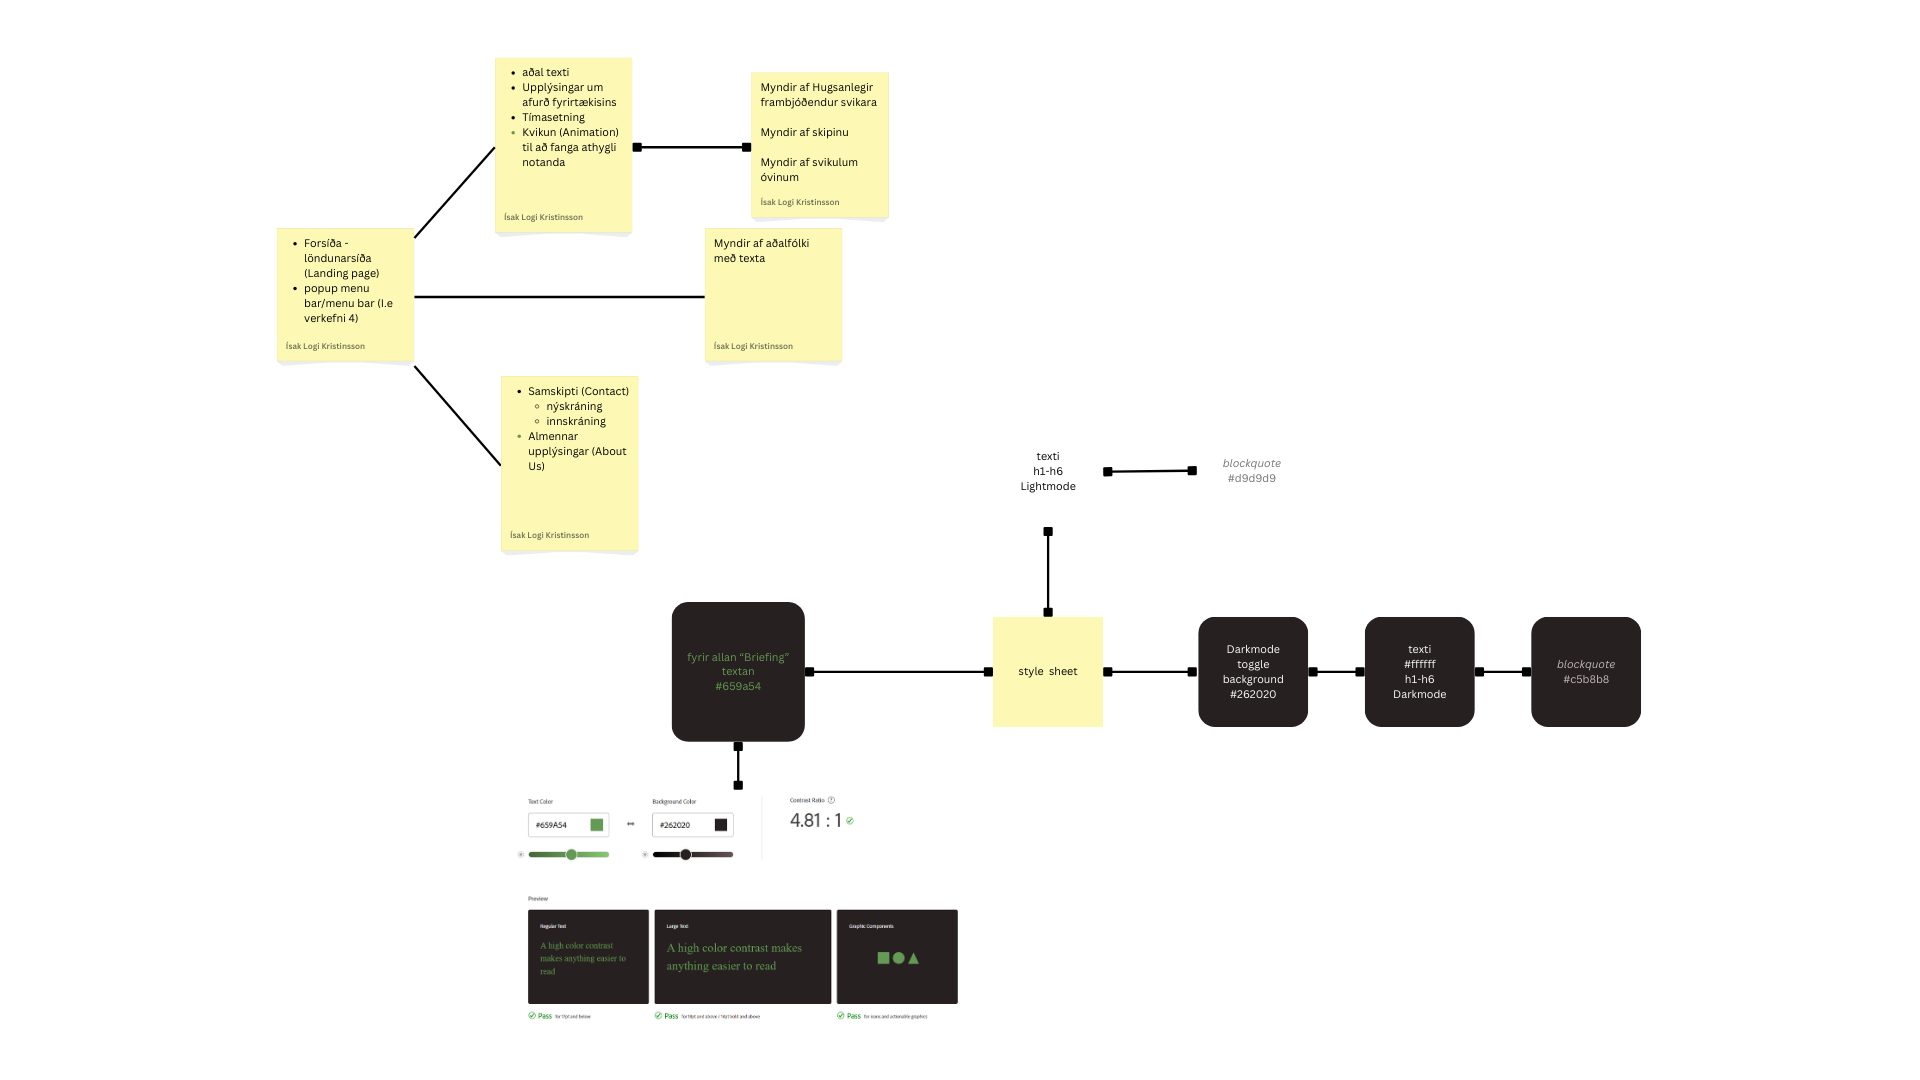 • aðal texti
• Upplýsingar um
afurð fyrirtækisins
• Tímasetning
• Kvikun (Animation)
til að fanga athygli
notanda
Ísak Logi Kristinsson
Myndir af Hugsanlegir
frambjóðendur svikara
Myndir af skipinu
Myndir af svikulum
óvinum
Ísak Logi Kristinsson
• Forsíða -
löndunarsíða
(Landing page)
• popup menu
bar/menu bar (I.e
verkefni 4)
Ísak Logi Kristinsson
Myndir af aðalfólki
með texta
Ísak Logi Kristinsson
• Samskipti (Contact)
◦ nýskráning
◦ innskráning
• Almennar
upplýsingar (About
Us)
Ísak Logi Kristinsson
texti
h1-h6
Lightmode
blockquote
#d9d9d9
fyrir allan “Briefing”
textan
#659a54
style sheet
Darkmode
toggle
background
#262020
texti
#ffffff
h1-h6
Darkmode
blockquote
#c5b8b8
Text Color
#659A54
Background Color
#262020
Contrast Ratio ?
4.81 : 1
Preview
Regular Text
A high color contrast
makes anything easier to
read
Large Text
A high color contrast makes
anything easier to read
Graphic Components
Pass for 17pt and below
Pass for 18pt and above / 14pt bold and above
Pass for icons and actionable graphics